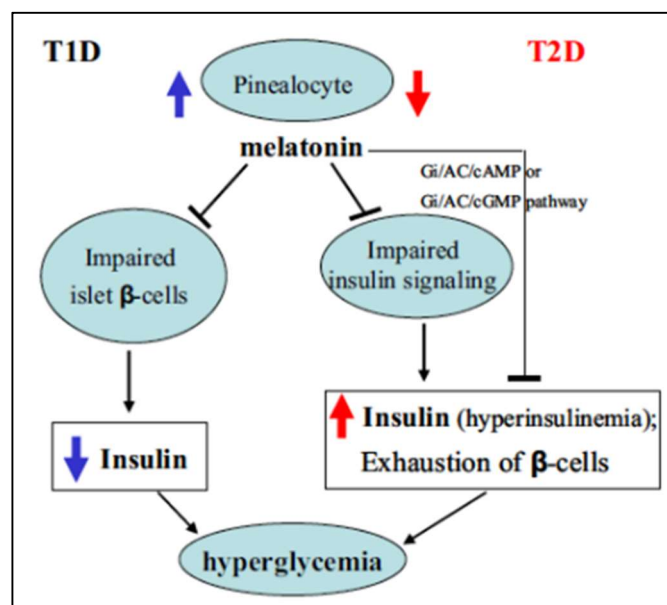 T1D
T2D
Pinealocyte
melatonin
Gi/AC/cAMP or
Gi/AC/cGMP pathway
Impaired
islet β-cells
Impaired
insulin signaling
Insulin
Insulin (hyperinsulinemia);
Exhaustion of β-cells
hyperglycemia